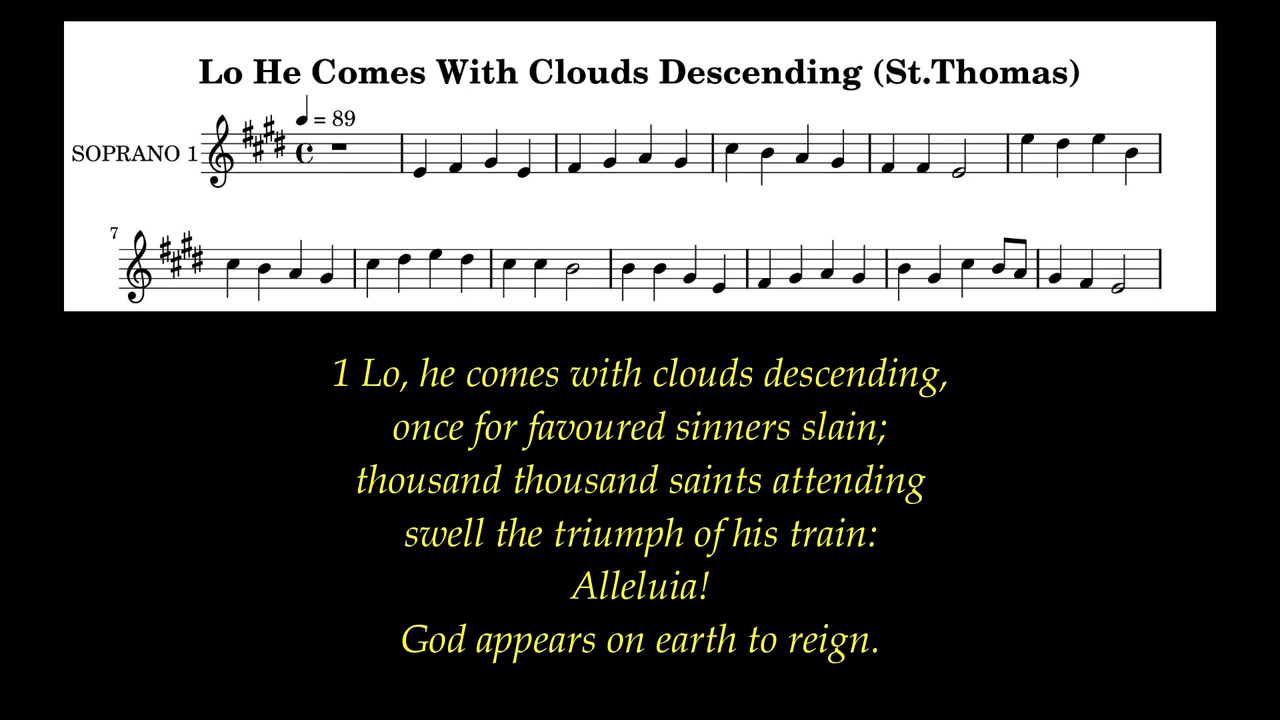 Lo He Comes With Clouds Descending (St.Thomas)
= 89
SOPRANO 1
7
1 Lo, he comes with clouds descending,
once for favoured sinners slain;
thousand thousand saints attending
swell the triumph of his train:
Alleluia!
God appears on earth to reign.